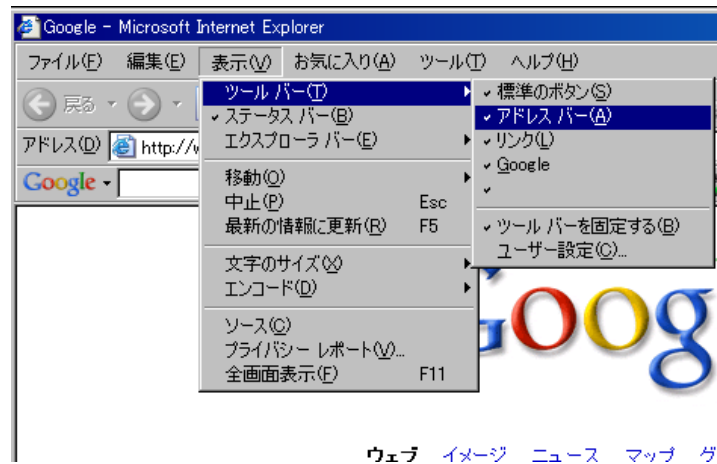 Google - Microsoft Internet Explorer
ファイル(F) 編集(E) 表示(V) お気に入り(A) ツール(T) ヘルプ(H)
戻る
アドレス(D) http://
Google
ツール バー(T)
ステータス バー(B)
エクスプローラ バー(E)
移動(O)
中止(P) Esc
最新の情報に更新(R) F5
文字のサイズ(X)
エンコード(D)
ソース(C)
プライバシー レポート(V)...
全画面表示(F) F11
標準のボタン(S)
アドレス バー(A)
リンク(L)
Google
ツール バーを固定する(B)
ユーザー設定(C)...
Goog
ウェブ イメージ ニュース マップ グ